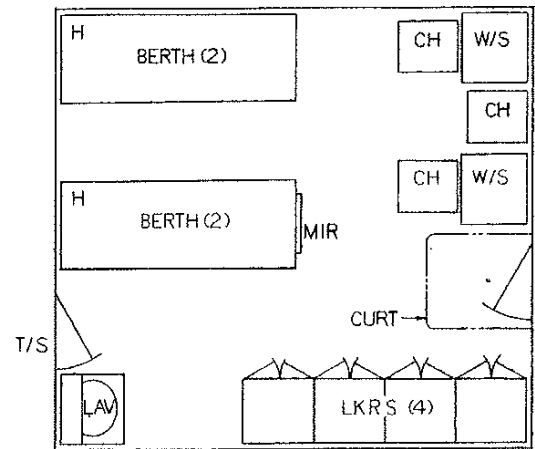 H
BERTH (2)
CH
W/S
CH
H
BERTH (2)
CH
W/S
MIR
CURT
T/S
LAV
LKRS (4)